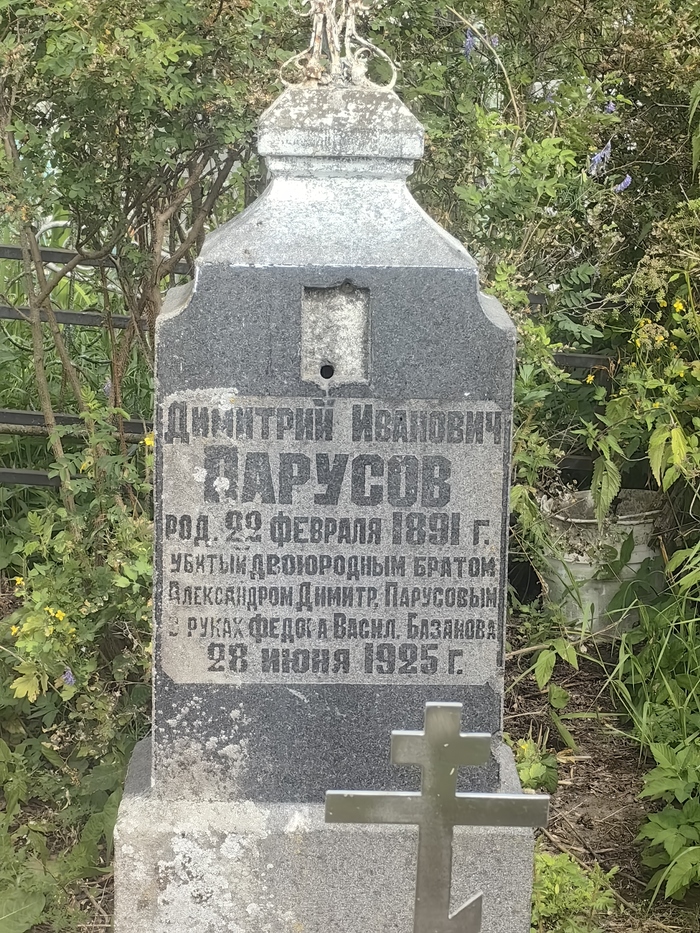 Димитрий Иванович
Парусов
род. 22 февраля 1891 г.
убитый двоюродным братом
Александром Димитр. Парусовым
в руках Федора Васил. Базанова
28 июня 1925 г.